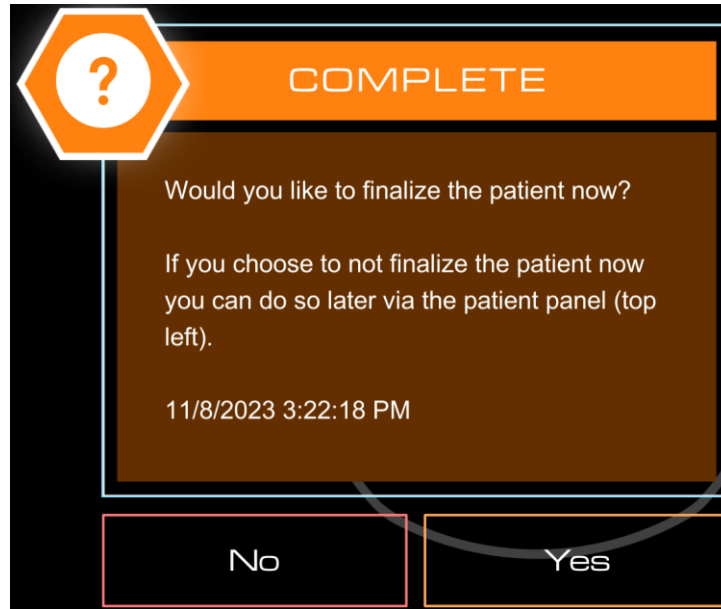 ?
COMPLETE
Would you like to finalize the patient now?
If you choose to not finalize the patient now
you can do so later via the patient panel (top
left).
11/8/2023 3:22:18 PM
No
Yes